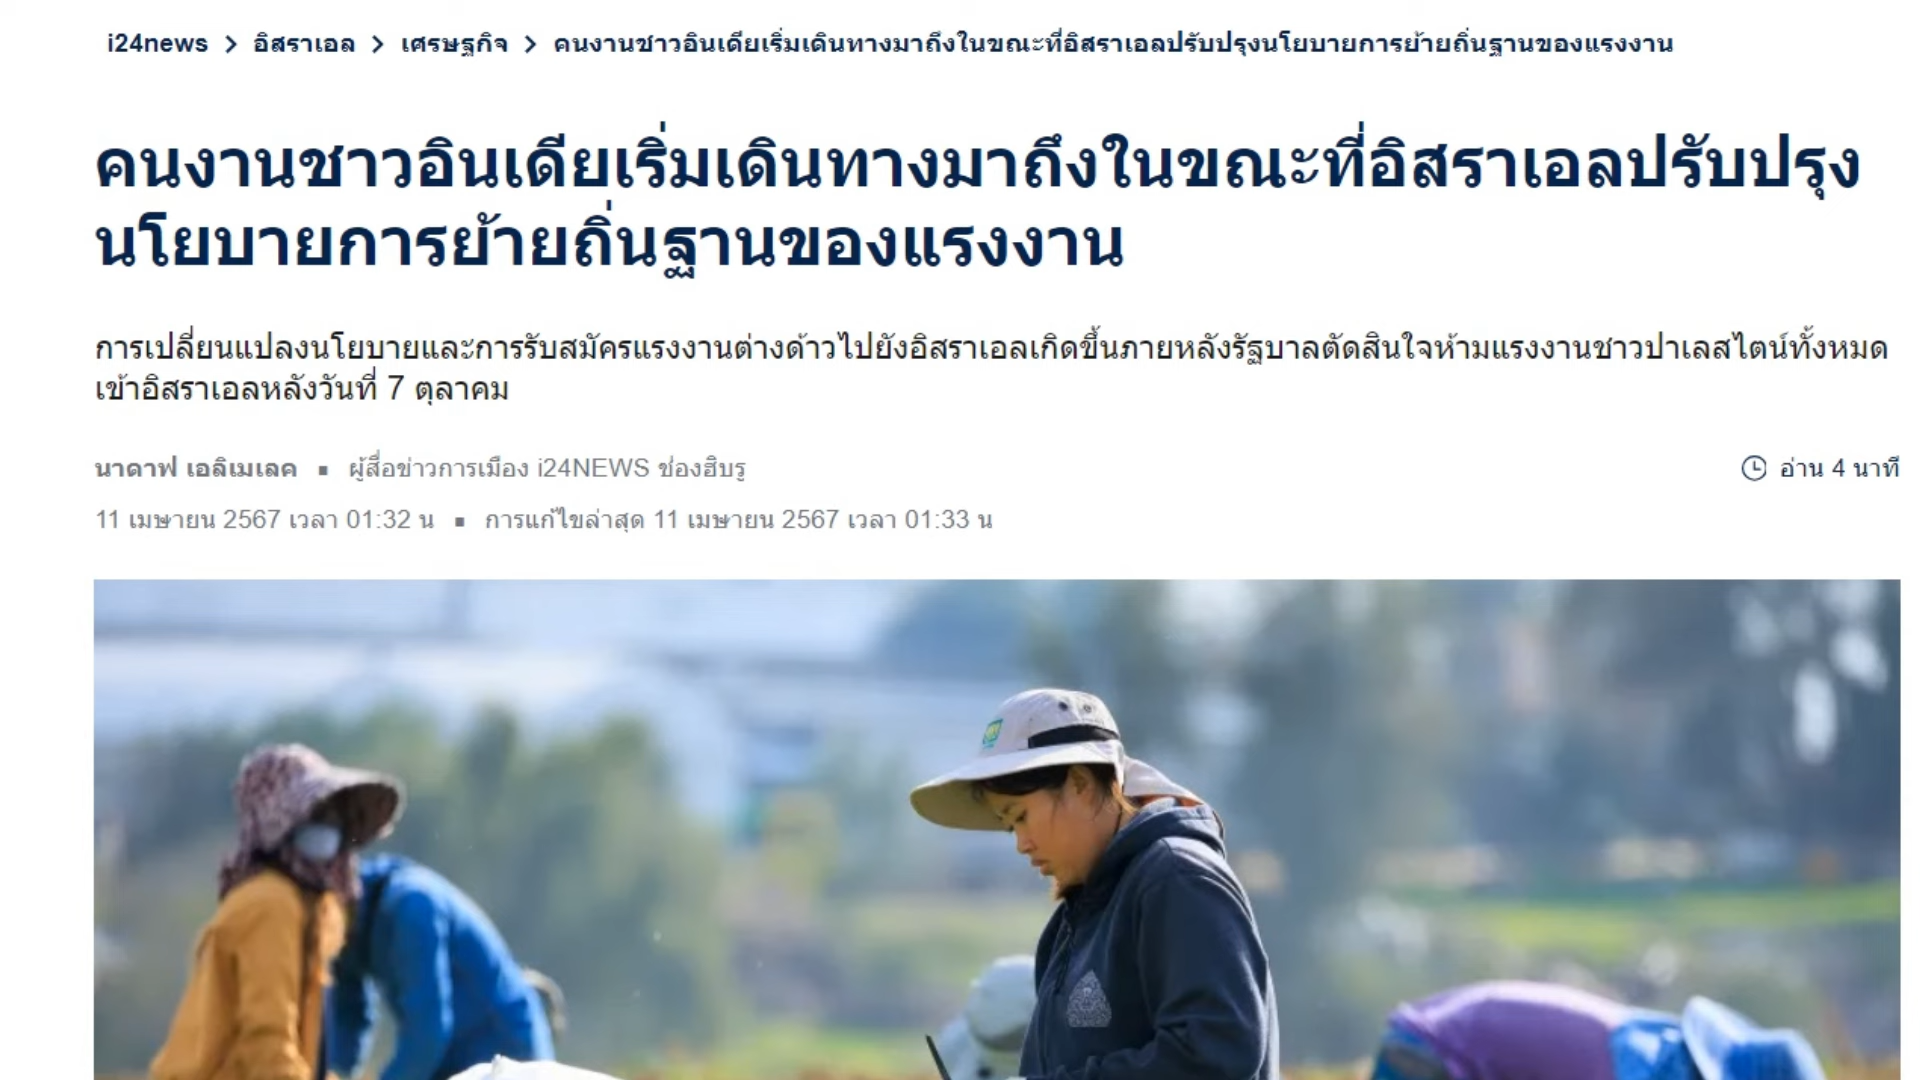 i24news > อิสราเอล > เศรษฐกิจ > คนงานชาวอินเดียเริ่มเดินทางมาถึงในขณะที่อิสราเอลปรับปรุงนโยบายการย้ายถิ่นฐานของแรงงาน
คนงานชาวอินเดียเริ่มเดินทางมาถึงในขณะที่อิสราเอลปรับปรุง
นโยบายการย้ายถิ่นฐานของแรงงาน
การเปลี่ยนแปลงนโยบายและการรับสมัครแรงงานต่างด้าวไปยังอิสราเอลเกิดขึ้นภายหลังรัฐบาลตัดสินใจห้ามแรงงานชาวปาเลสไตน์ทั้งหมด
เข้าอิสราเอลหลังวันที่ 7 ตุลาคม
นาดาฟ เอลิเมเลค ■ ผู้สื่อข่าวการเมือง i24NEWS ช่องฮิบรู
อ่าน 4 นาที
11 เมษายน 2567 เวลา 01:32 น ■ การแก้ไขล่าสุด 11 เมษายน 2567 เวลา 01:33 น